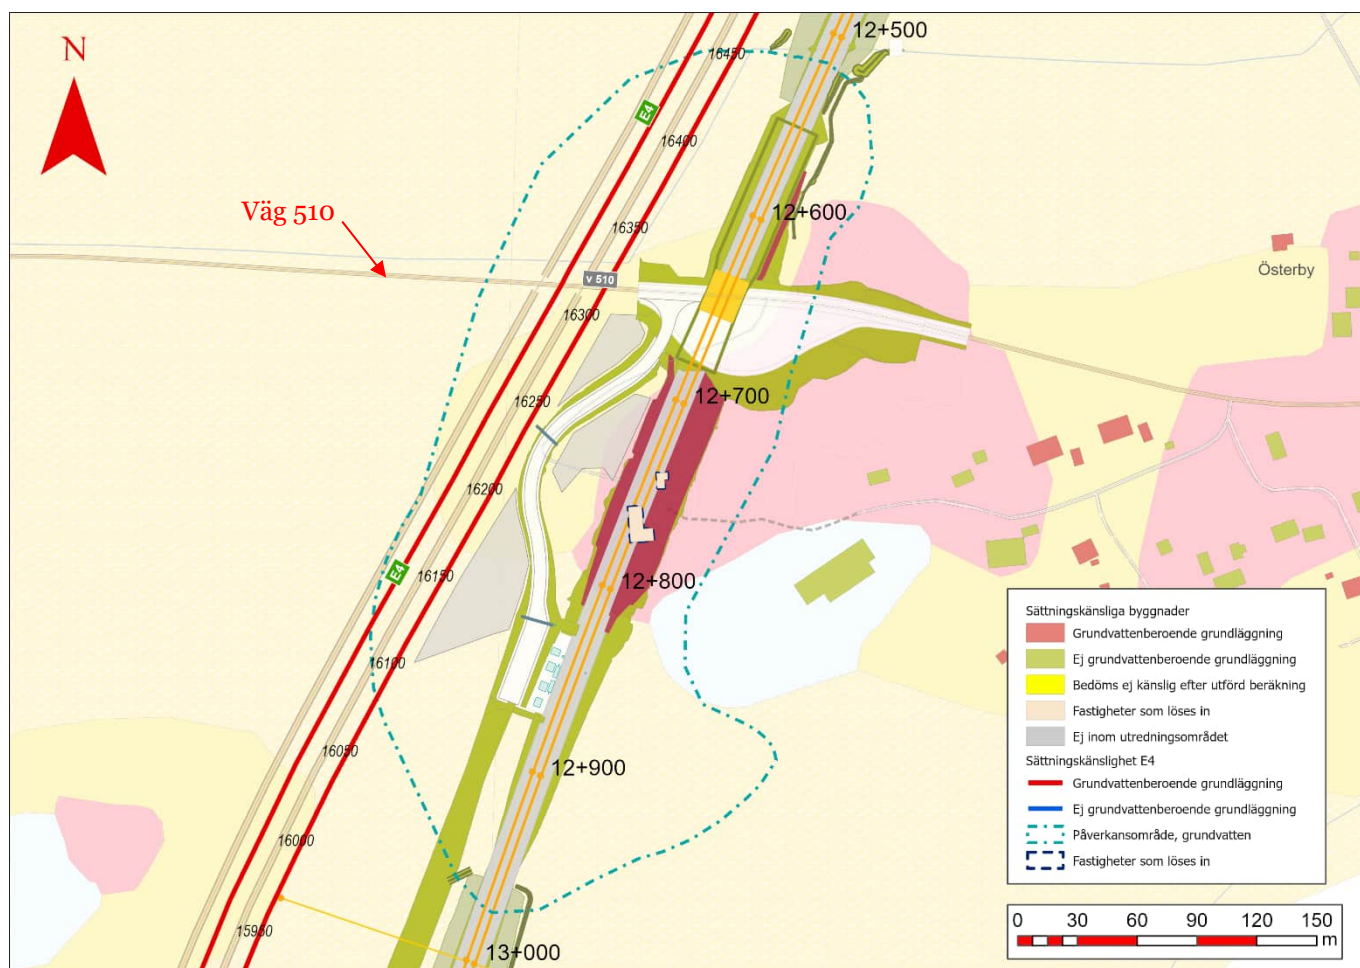 N
Väg 510
E4
v 510
E4
16450
16400
16350
16300
16250
16200
16150
16100
16050
16000
15950
12+500
12+600
12+700
12+800
12+900
13+000
Österby
Sättningskänsliga byggnader
Grundvattenberoende grundläggning
Ej grundvattenberoende grundläggning
Bedöms ej känslig efter utförd beräkning
Fastigheter som löses in
Ej inom utredningsområdet
Sättningskänslighet E4
Grundvattenberoende grundläggning
Ej grundvattenberoende grundläggning
Påverkansområde, grundvatten
Fastigheter som löses in
0 30 60 90 120 150
m